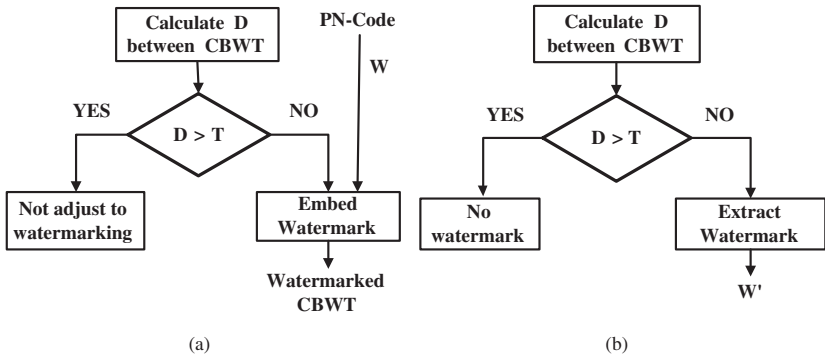 Calculate D
between CBWT
PN-Code
W
YES
NO
D > T
Not adjust to
watermarking
Embed
Watermark
Watermarked
CBWT
(a)
Calculate D
between CBWT
YES
NO
D > T
No
watermark
Extract
Watermark
W'
(b)